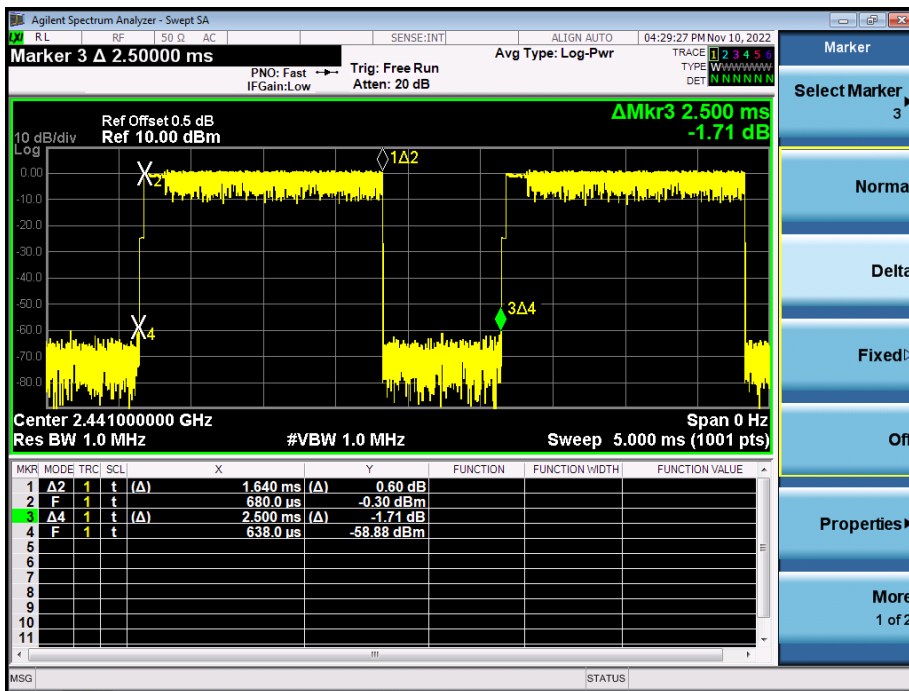 Agilent Spectrum Analyzer - Swept SA
LXI RL RF 50 Ω AC SENSE:INT ALIGN AUTO 04:29:27 PM Nov 10, 2022
Marker 3 Δ 2.50000 ms
PNO: Fast
IFGain:Low
Trig: Free Run
Atten: 20 dB
Avg Type: Log-Pwr
TRACE 1 2 3 4 5 6
TYPE WWWWWW
DET N N N N N N
ΔMkr3 2.500 ms
-1.71 dB
Ref Offset 0.5 dB
10 dB/div Ref 10.00 dBm
Log
0.00
-10.0
-20.0
-30.0
-40.0
-50.0
-60.0
-70.0
-80.0
X2
1Δ2
X4
3Δ4
Center 2.441000000 GHz Span 0 Hz
Res BW 1.0 MHz #VBW 1.0 MHz Sweep 5.000 ms (1001 pts)
MKR MODE TRC SCL X Y FUNCTION FUNCTION WIDTH FUNCTION VALUE
1 Δ2 1 t (Δ) 1.640 ms (Δ) 0.60 dB
2 F 1 t 680.0 µs -0.30 dBm
3 Δ4 1 t (Δ) 2.500 ms (Δ) -1.71 dB
4 F 1 t 638.0 µs -58.88 dBm
5
6
7
8
9
10
11
MSG STATUS
Marker
Select Marker
3
Norma
Delta
Fixed
Off
Properties
More
1 of 2